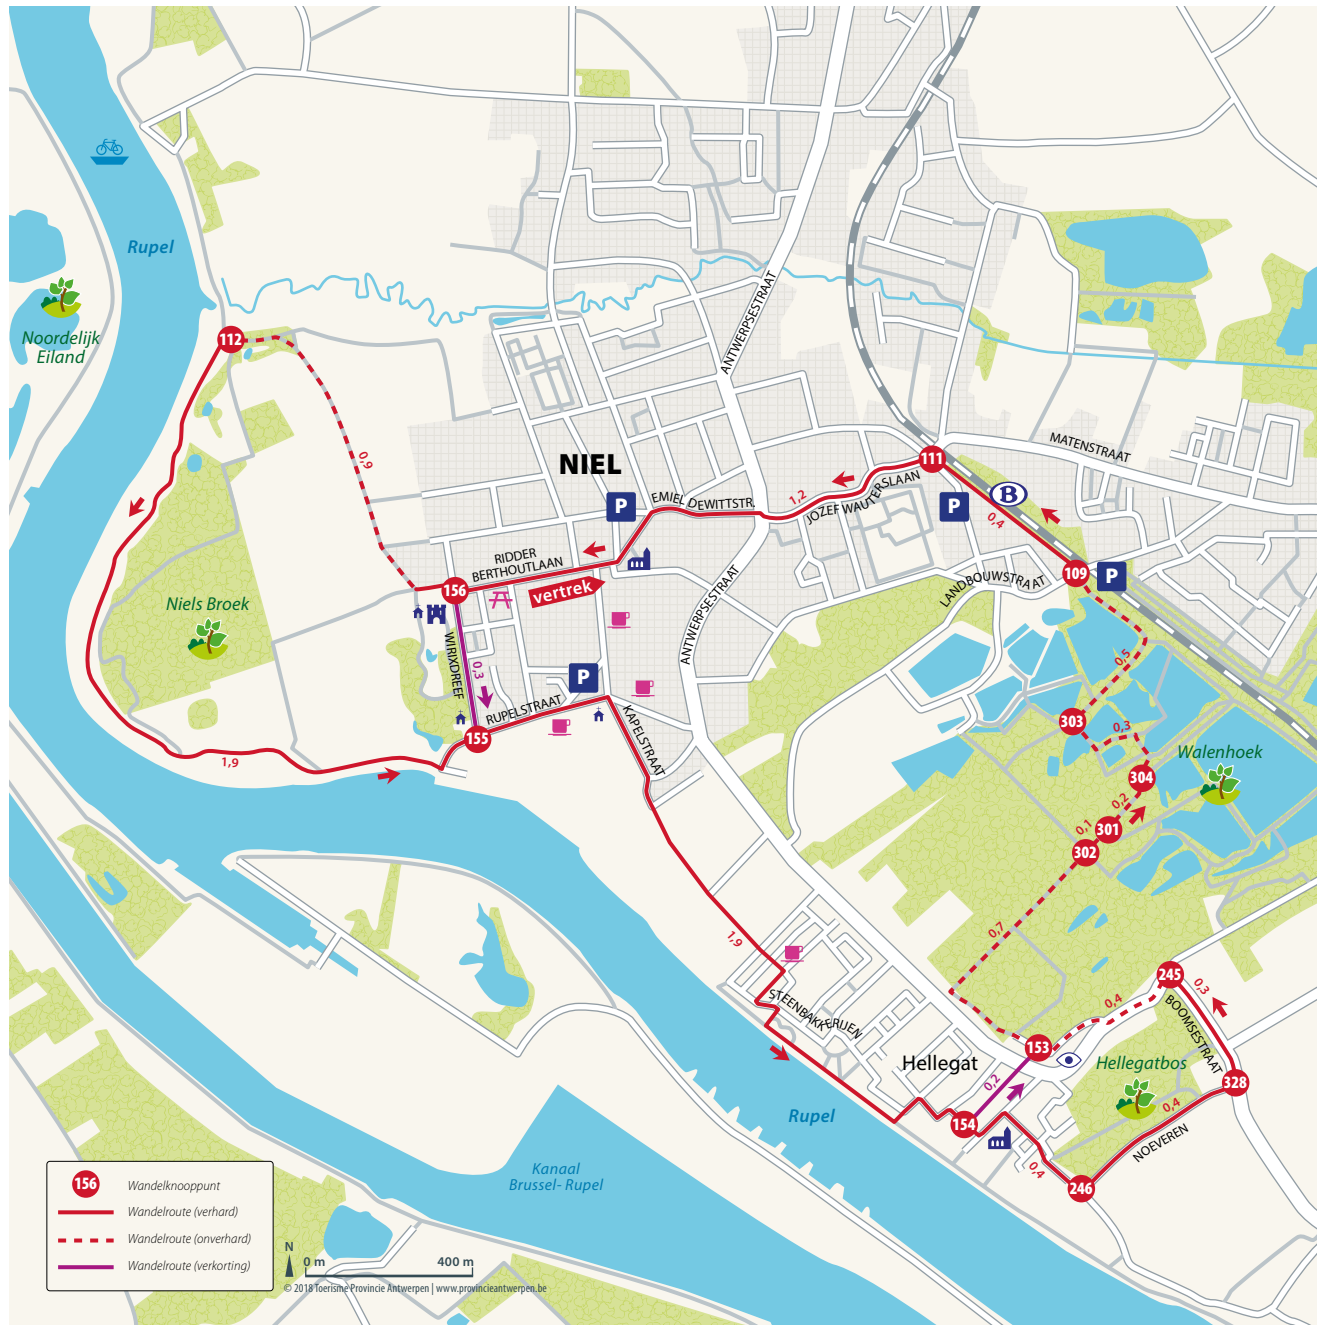 Rupel
Noordelijk
Eiland
112
0,9
NIEL
ANTWERPSESTRAAT
MATENSTRAAT
111
B
P
P
EMIEL DEWITTSTR.
1,2
JOZEF WAUTERSLAAN
0,4
109
P
LANDBOUWSTRAAT
RIDDER
BERTHOUTLAAN
156
vertrek
ANTWERPSESTRAAT
Niels Broek
WIRIXDREEF
0,3
P
RUPELSTRAAT
KAPELSTRAAT
155
1,9
0,5
303
0,3
Walenhoek
304
0,2
301
0,1
302
0,7
1,9
STEENBAKKERIJEN
245
0,3
0,4
BOOMSESTRAAT
153
Hellegat
Hellegatbos
0,2
328
0,4
154
NOEVEREN
0,4
246
Rupel
Kanaal
Brussel- Rupel
156
Wandelknooppunt
Wandelroute (verhard)
Wandelroute (onverhard)
Wandelroute (verkorting)
N
0 m
400 m
© 2018 Toerisme Provincie Antwerpen | www.provincieantwerpen.be